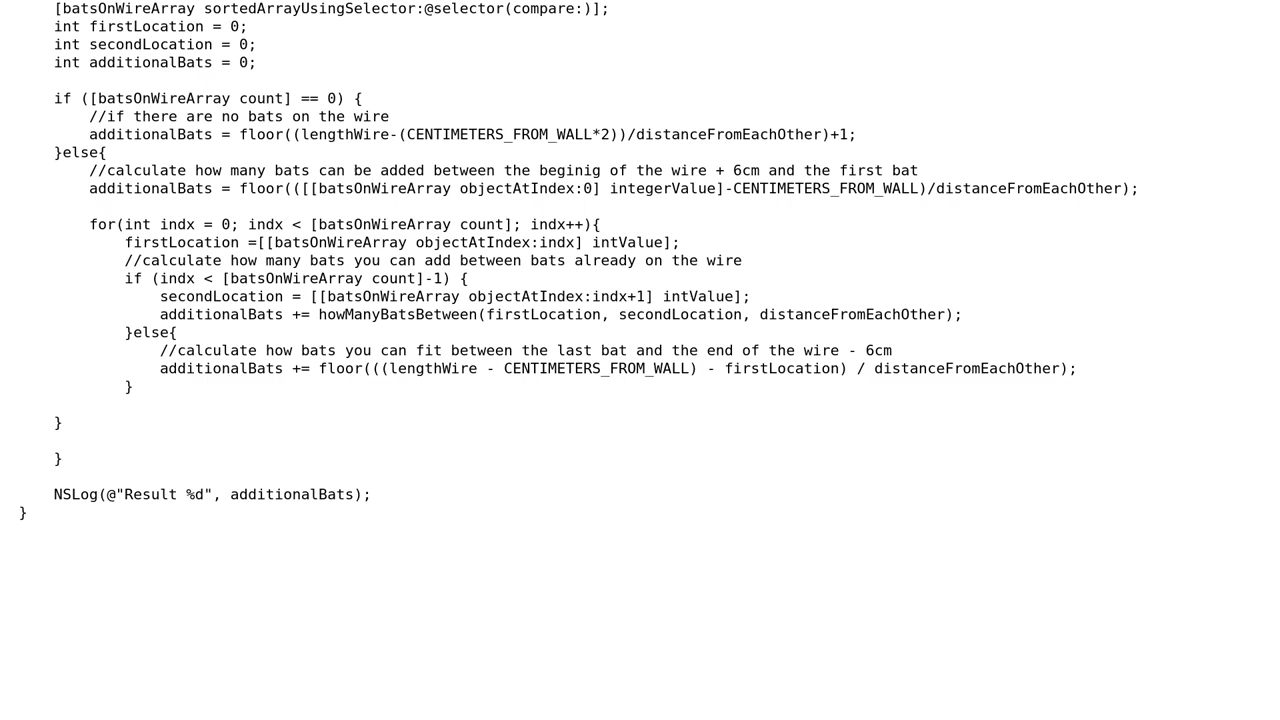 [batsOnWireArray sortedArrayUsingSelector:@selector(compare:)];
int firstLocation = 0;
int secondLocation = 0;
int additionalBats = 0;
if ([batsOnWireArray count] == 0) {
//if there are no bats on the wire
additionalBats = floor((lengthWire-(CENTIMETERS_FROM_WALL*2))/distanceFromEachOther)+1;
}else{
//calculate how many bats can be added between the beginig of the wire + 6cm and the first bat
additionalBats = floor(([[batsOnWireArray objectAtIndex:0] integerValue]-CENTIMETERS_FROM_WALL)/distanceFromEachOther);
for(int indx = 0; indx < [batsOnWireArray count]; indx++){
firstLocation =[[batsOnWireArray objectAtIndex:indx] intValue];
//calculate how many bats you can add between bats already on the wire
if (indx < [batsOnWireArray count]-1) {
secondLocation = [[batsOnWireArray objectAtIndex:indx+1] intValue];
additionalBats += howManyBatsBetween(firstLocation, secondLocation, distanceFromEachOther);
}else{
//calculate how bats you can fit between the last bat and the end of the wire - 6cm
additionalBats += floor(((lengthWire - CENTIMETERS_FROM_WALL) - firstLocation) / distanceFromEachOther);
}
}
}
NSLog(@"Result %d", additionalBats);
}